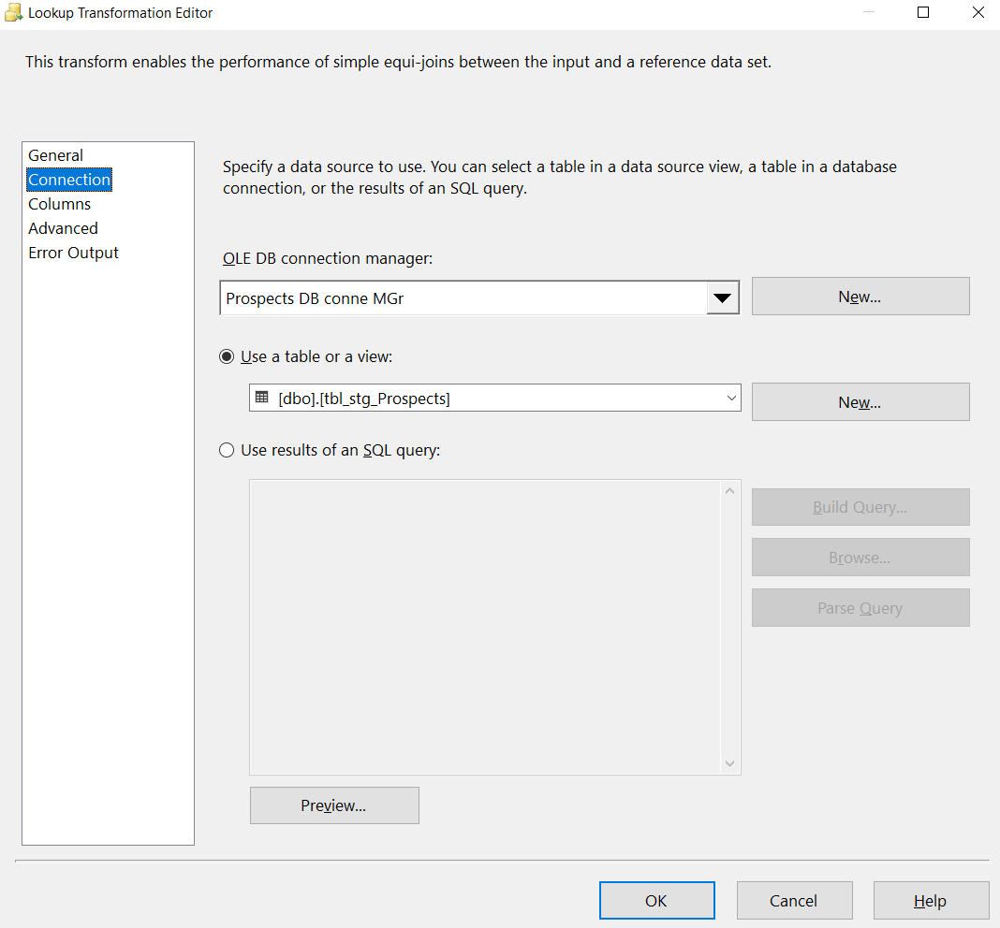 Lookup Transformation Editor
This transform enables the performance of simple equi-joins between the input and a reference data set.
General
Connection
Columns
Advanced
Error Output
Specify a data source to use. You can select a table in a data source view, a table in a database
connection, or the results of an SQL query.
OLE DB connection manager:
Prospects DB conne MGr
New...
Use a table or a view:
[dbo].[tbl_stg_Prospects]
New...
Use results of an SQL query:
Build Query...
Browse...
Parse Query
Preview...
OK
Cancel
Help